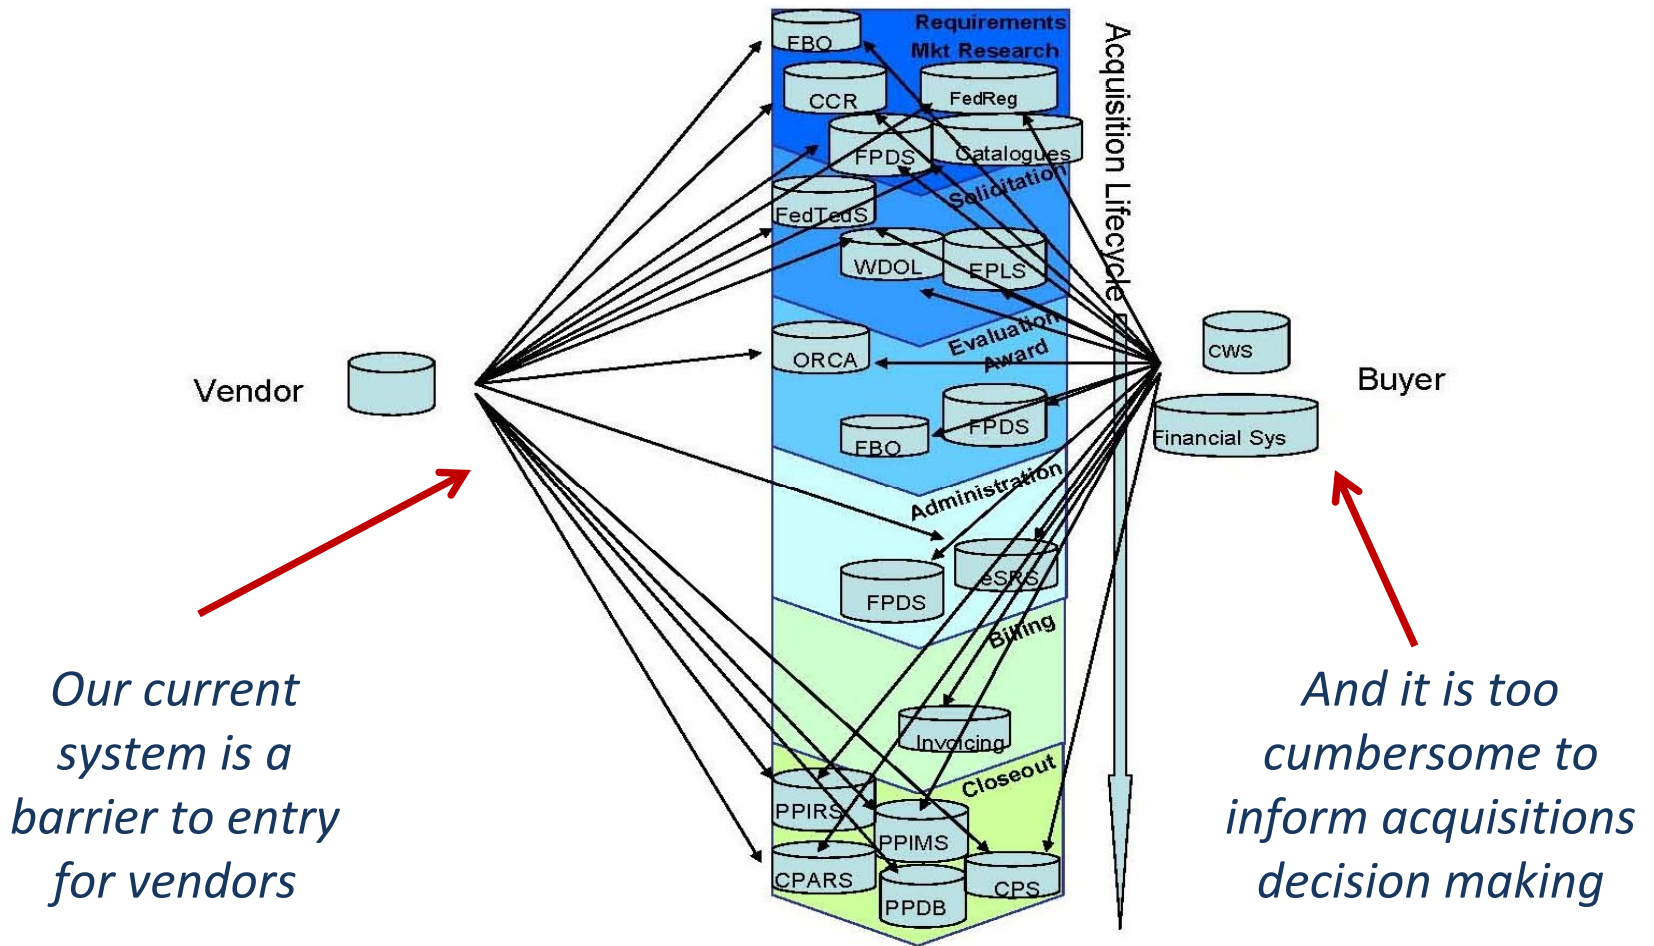 FBO
Requirements
Mkt Research
CCR
FedReg
FPDS
Catalogues
Solicitation
FedTedS
WDOL
EPLS
Evaluation
Award
ORCA
FPDS
FBO
Administration
eSRS
FPDS
Billing
Invoicing
Closeout
PPIRS
PPIMS
CPARS
PPDB
CPS
Acquisition Lifecycle
Vendor
CWS
Buyer
Financial Sys
Our current
system is a
barrier to entry
for vendors
And it is too
cumbersome to
inform acquisitions
decision making